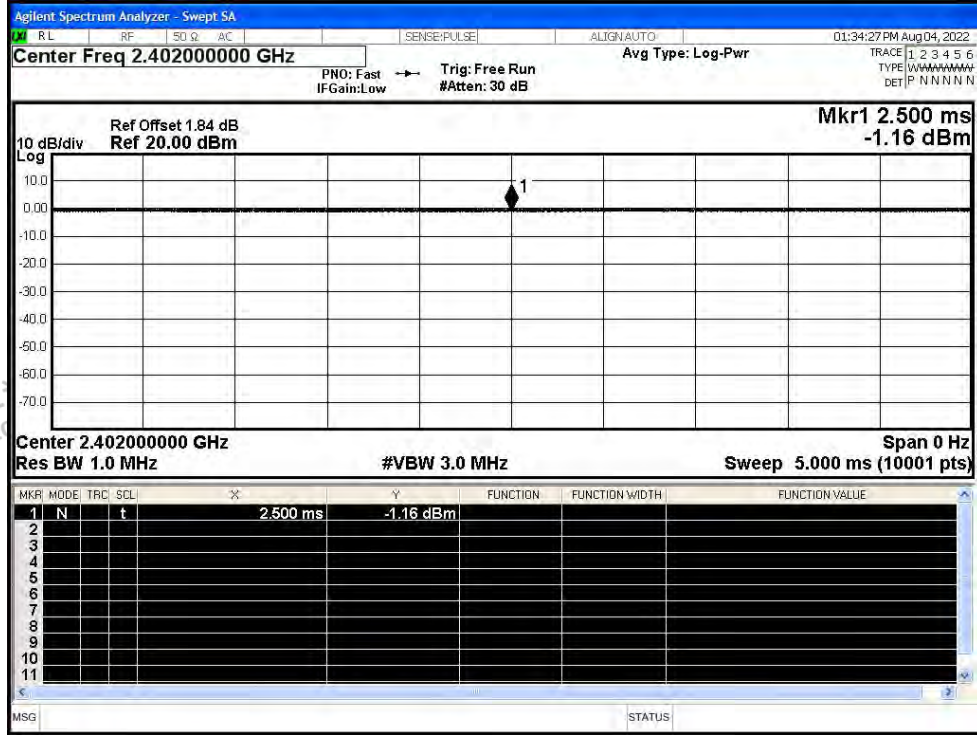 Agilent Spectrum Analyzer - Swept SA
LXI RL RF 50 Ω AC SENSE:PULSE ALIGNAUTO 01:34:27 PM Aug 04, 2022
Center Freq 2.402000000 GHz
PNO: Fast
IFGain:Low
Trig: Free Run
#Atten: 30 dB
Avg Type: Log-Pwr
TRACE 1 2 3 4 5 6
TYPE WWWWWW
DET P N N N N N
Mkr1 2.500 ms
-1.16 dBm
Ref Offset 1.84 dB
10 dB/div Ref 20.00 dBm
Log
10.0
1
0.00
-10.0
-20.0
-30.0
-40.0
-50.0
-60.0
-70.0
Center 2.402000000 GHz Span 0 Hz
Res BW 1.0 MHz #VBW 3.0 MHz Sweep 5.000 ms (10001 pts)
MKR MODE TRC SCL X Y FUNCTION FUNCTION WIDTH FUNCTION VALUE
1 N t 2.500 ms -1.16 dBm
2
3
4
5
6
7
8
9
10
11
MSG STATUS